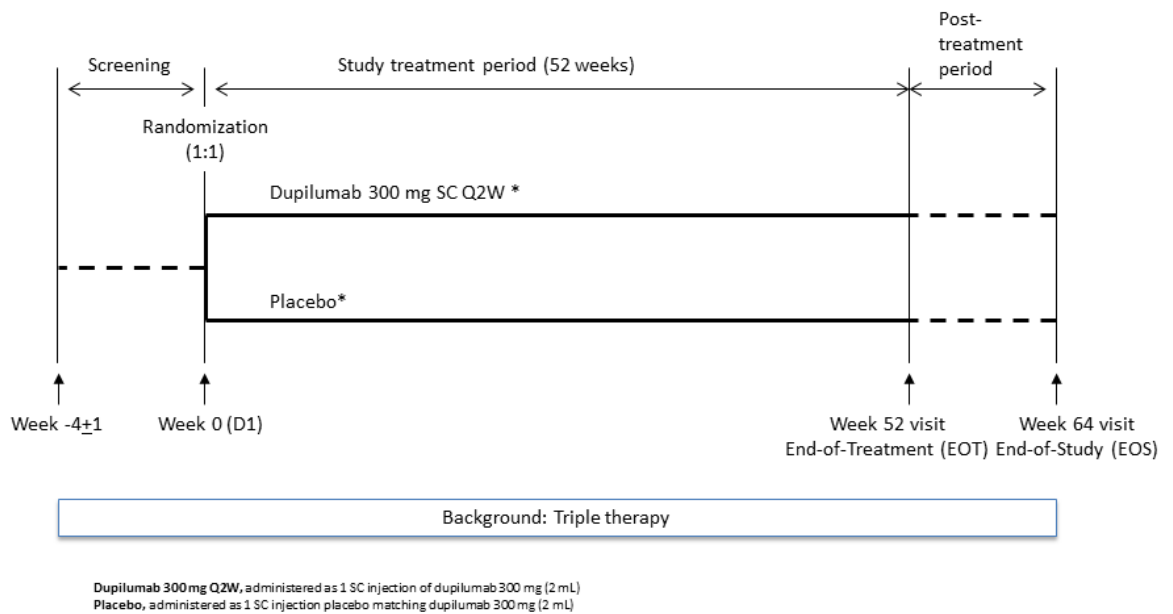 Post-
treatment
period
Screening
Study treatment period (52 weeks)
Randomization
(1:1)
Dupilumab 300 mg SC Q2W *
Placebo*
Week -4±1
Week 0 (D1)
Week 52 visit
End-of-Treatment (EOT)
Week 64 visit
End-of-Study (EOS)
Background: Triple therapy
Dupilumab 300 mg Q2W, administered as 1 SC injection of dupilumab 300 mg (2 mL)
Placebo, administered as 1 SC injection placebo matching dupilumab 300 mg (2 mL)